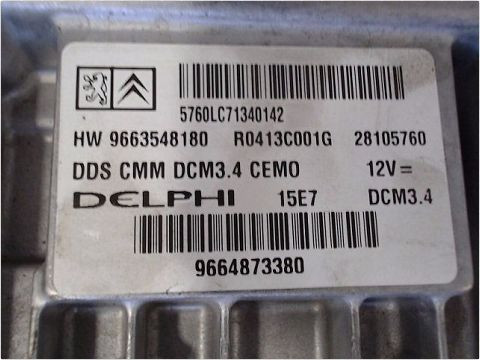 5760LC71340142
HW 9663548180 R0413C001G 28105760
DDS CMM DCM3.4 CEMO 12V=
DELPHI 15E7 DCM3.4
9664873380